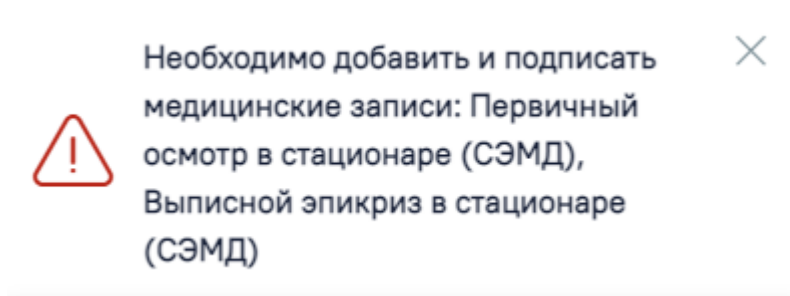 Необходимо добавить и подписать
медицинские записи: Первичный
осмотр в стационаре (СЭМД),
Выписной эпикриз в стационаре
(СЭМД)